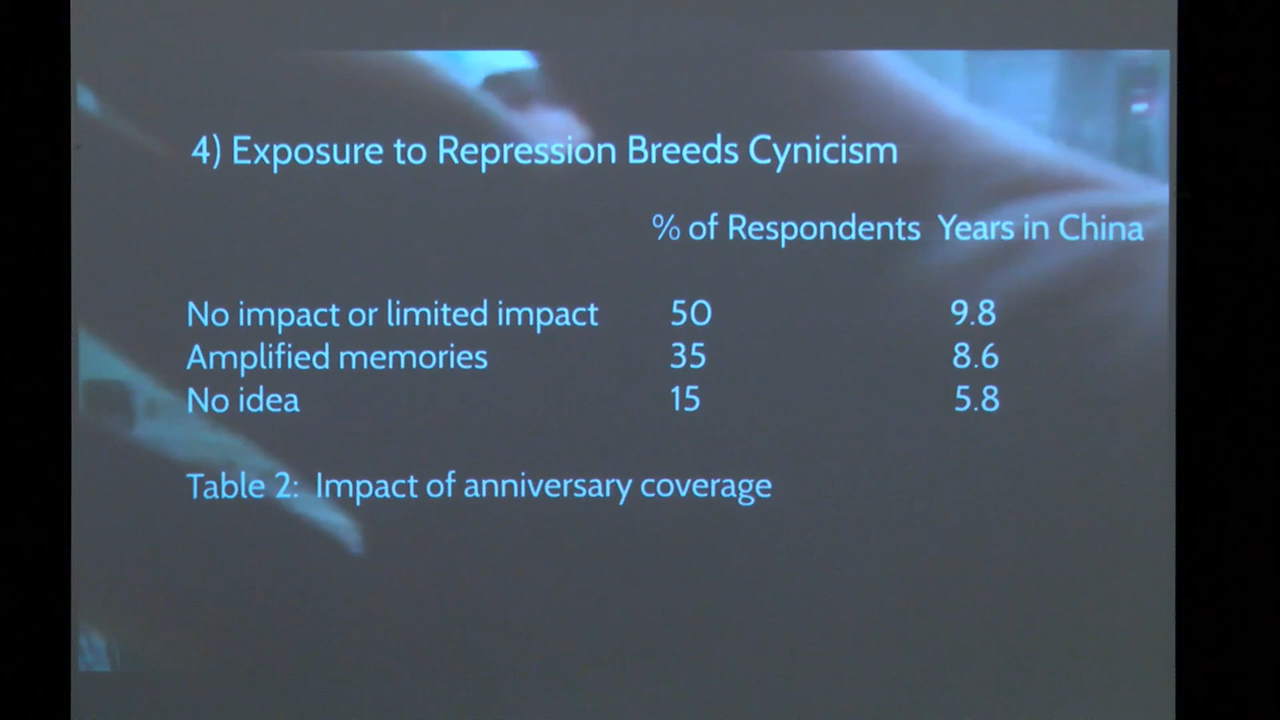 4) Exposure to Repression Breeds Cynicism
% of Respondents Years in China
No impact or limited impact 50 9.8
Amplified memories 35 8.6
No idea 15 5.8
Table 2: Impact of anniversary coverage